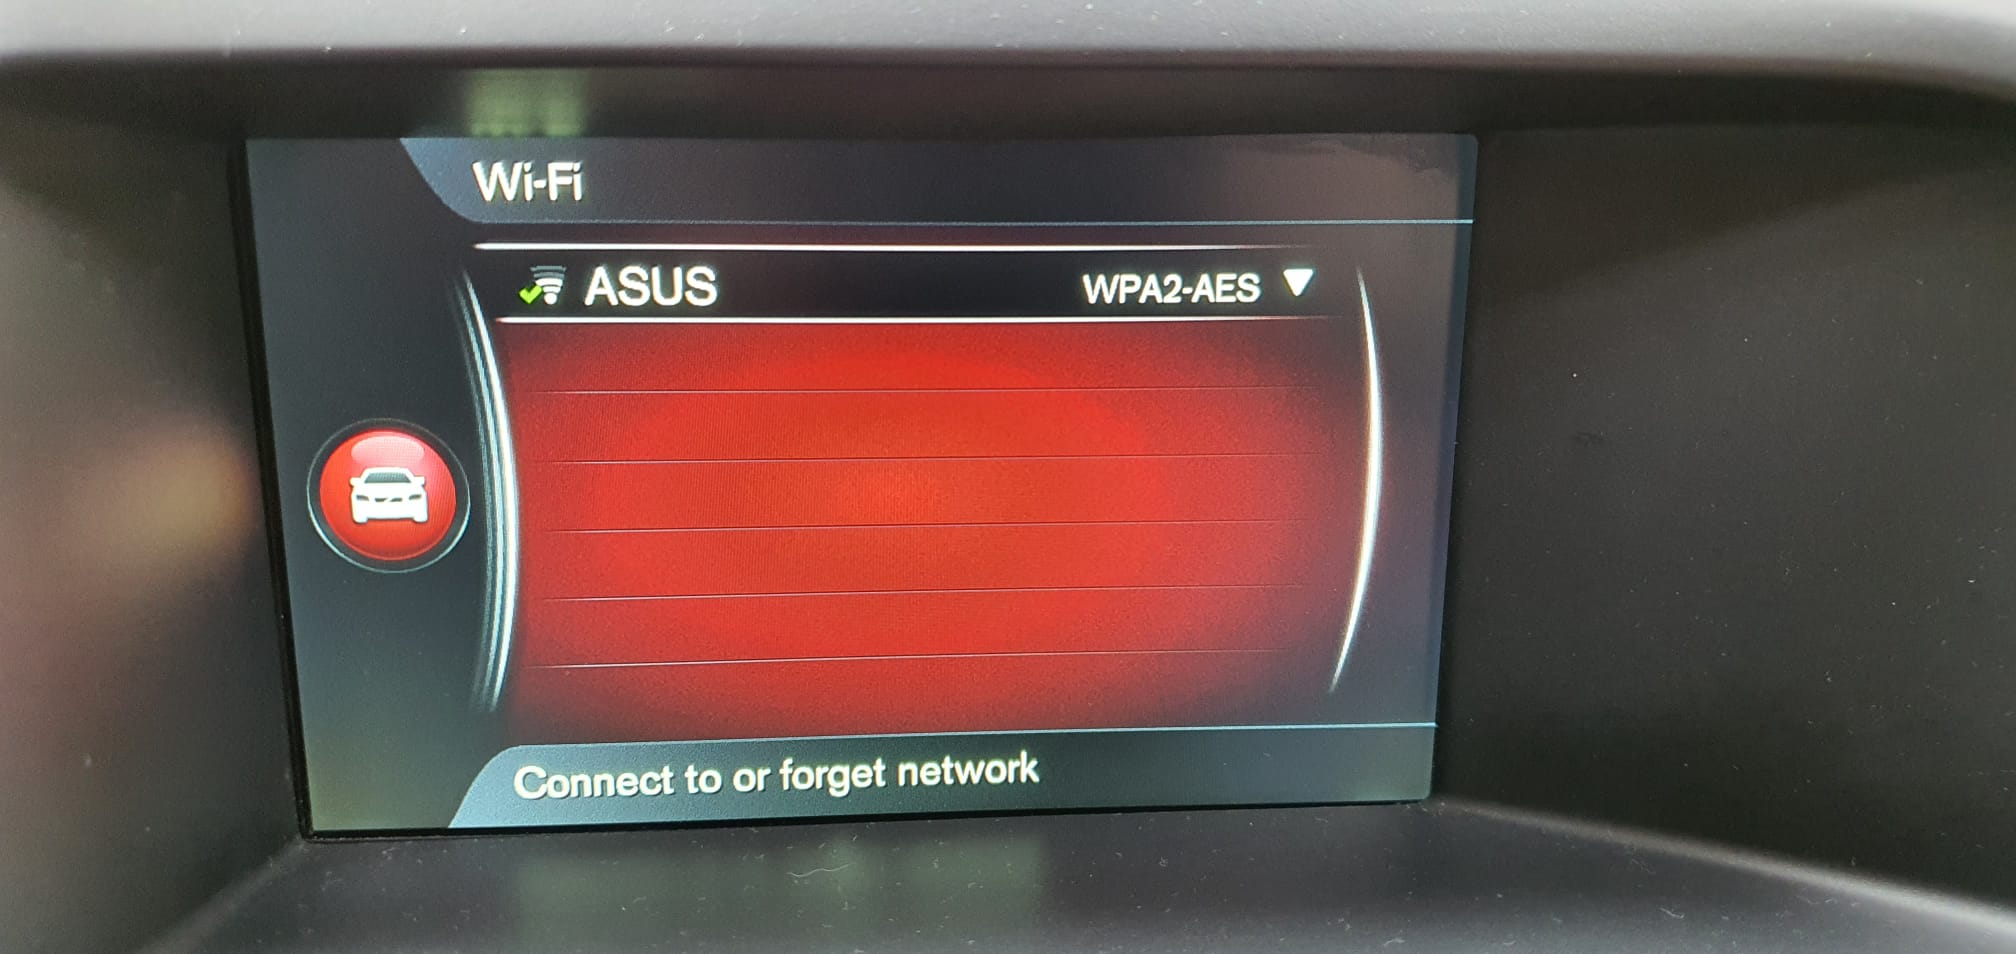 Wi-Fi
ASUS WPA2-AES
Connect to or forget network